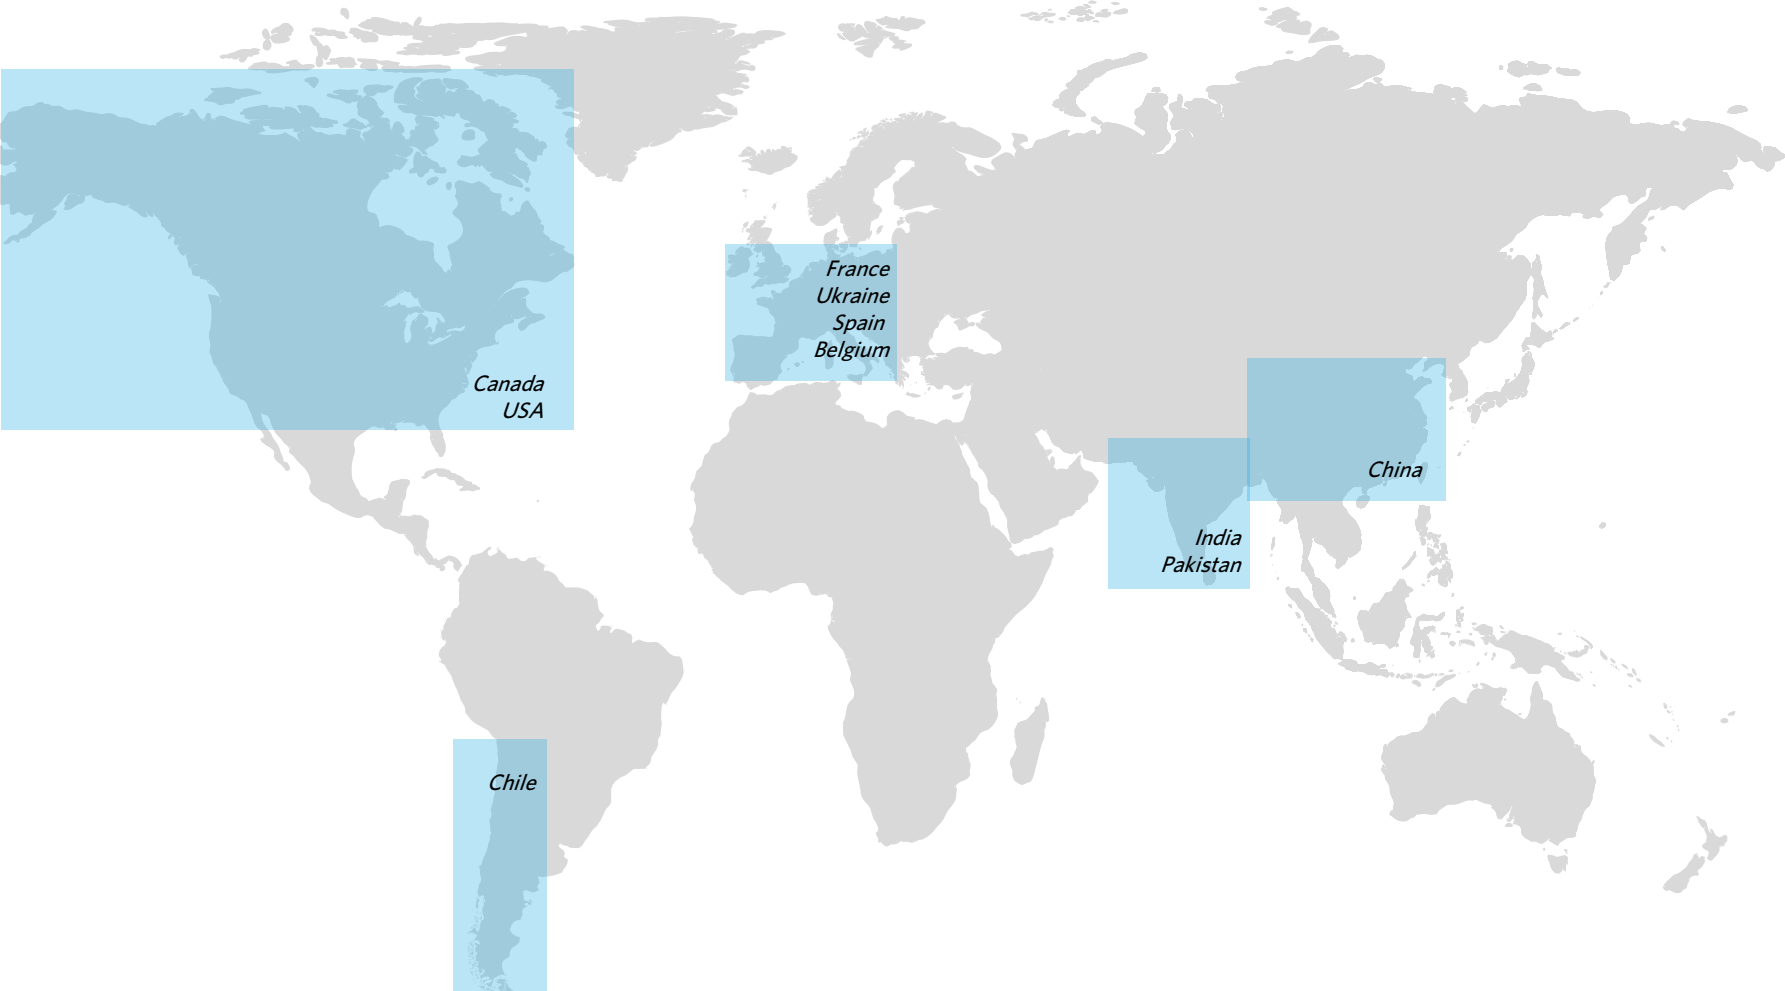 France
Ukraine
Spain
Belgium
Canada
USA
China
India
Pakistan
Chile